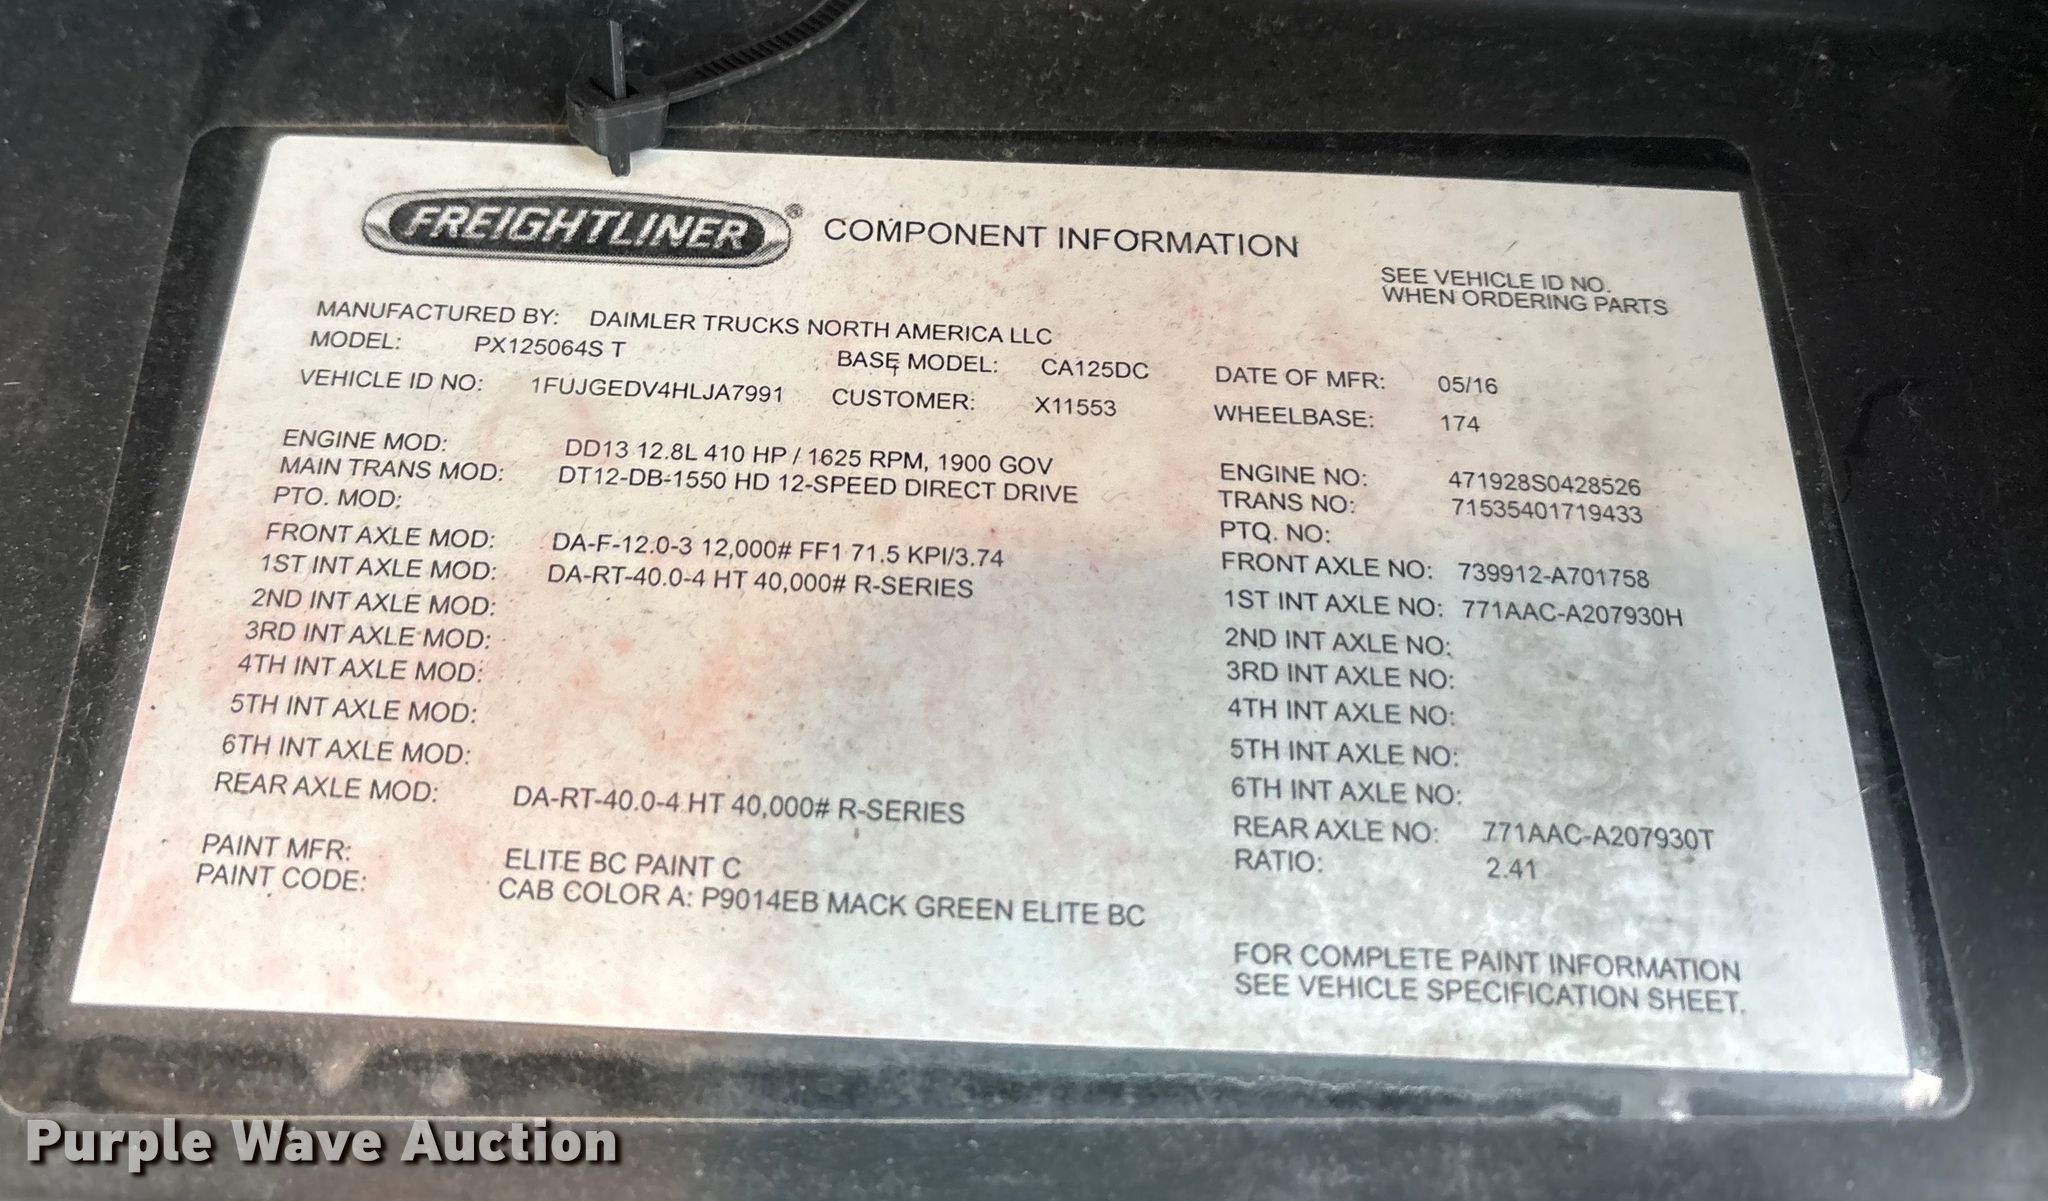 FREIGHTLINER® COMPONENT INFORMATION
SEE VEHICLE ID NO.
WHEN ORDERING PARTS
MANUFACTURED BY: DAIMLER TRUCKS NORTH AMERICA LLC
MODEL: PX125064S T BASE MODEL: CA125DC DATE OF MFR: 05/16
VEHICLE ID NO: 1FUJGEDV4HLJA7991 CUSTOMER: X11553 WHEELBASE: 174
ENGINE MOD: DD13 12.8L 410 HP / 1625 RPM, 1900 GOV ENGINE NO: 471928S0428526
MAIN TRANS MOD: DT12-DB-1550 HD 12-SPEED DIRECT DRIVE TRANS NO: 71535401719433
PTO. MOD: PTO. NO:
FRONT AXLE MOD: DA-F-12.0-3 12,000# FF1 71.5 KPI/3.74 FRONT AXLE NO: 739912-A701758
1ST INT AXLE MOD: DA-RT-40.0-4 HT 40,000# R-SERIES 1ST INT AXLE NO: 771AAC-A207930H
2ND INT AXLE MOD: 2ND INT AXLE NO:
3RD INT AXLE MOD: 3RD INT AXLE NO:
4TH INT AXLE MOD: 4TH INT AXLE NO:
5TH INT AXLE MOD: 5TH INT AXLE NO:
6TH INT AXLE MOD: 6TH INT AXLE NO:
REAR AXLE MOD: DA-RT-40.0-4 HT 40,000# R-SERIES REAR AXLE NO: 771AAC-A207930T
RATIO: 2.41
PAINT MFR: ELITE BC PAINT C
PAINT CODE: CAB COLOR A: P9014EB MACK GREEN ELITE BC
FOR COMPLETE PAINT INFORMATION
SEE VEHICLE SPECIFICATION SHEET.
Purple Wave Auction